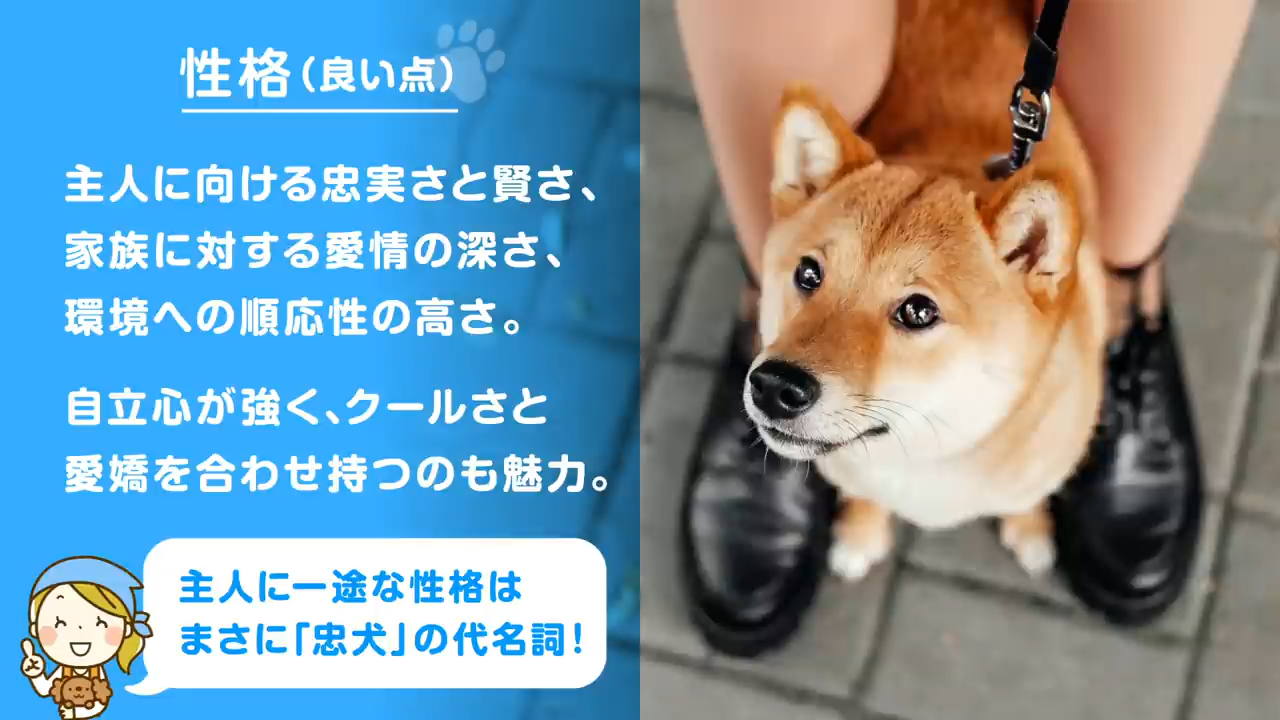 性格（良い点）
主人に向ける忠実さと賢さ、
家族に対する愛情の深さ、
環境への順応性の高さ。
自立心が強く、クールさと
愛嬌を合わせ持つのも魅力。
主人に一途な性格は
まさに「忠犬」の代名詞！